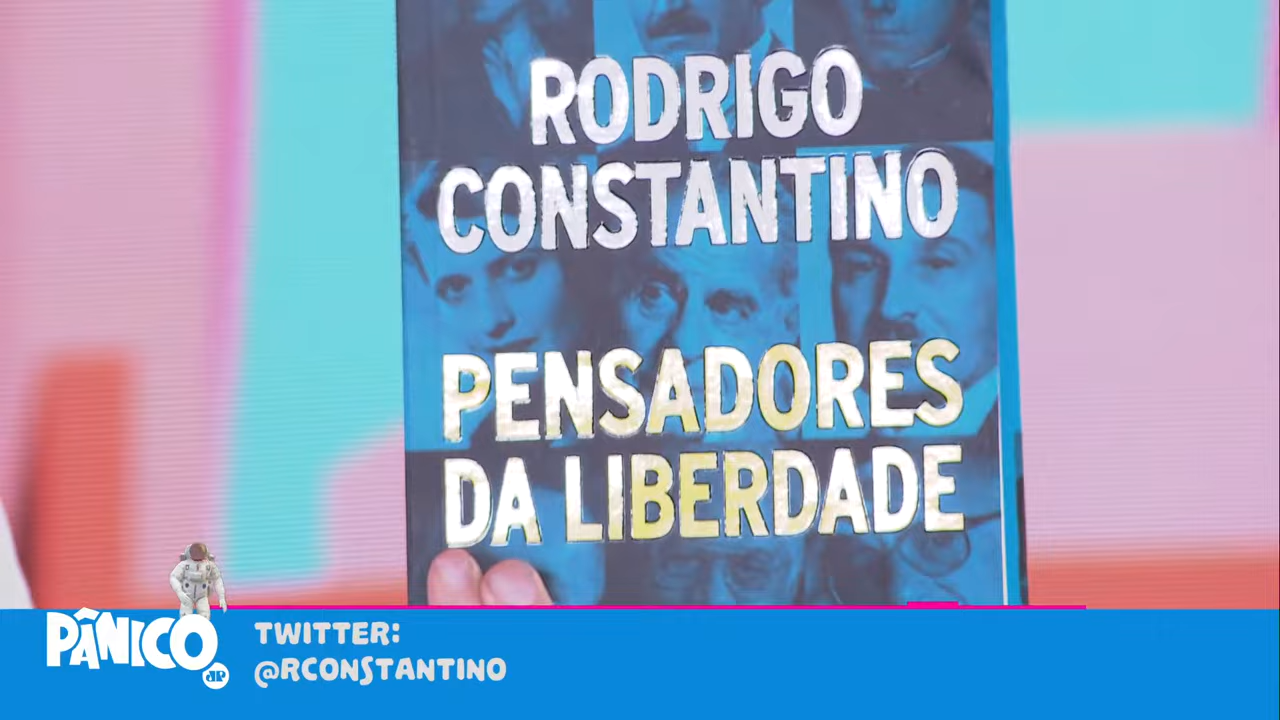 RODRIGO
CONSTANTINO
PENSADORES
DA LIBERDADE
PÂNICO
JP
TWITTER:
@RCONSTANTINO